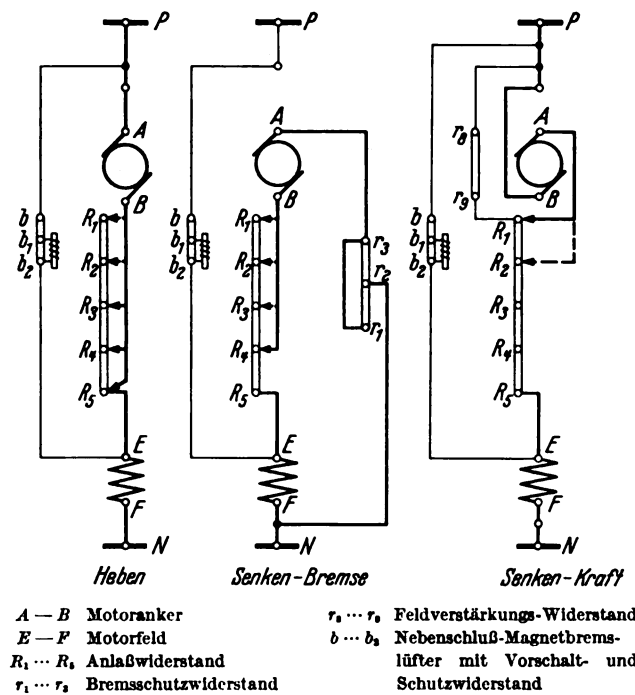 P P P
A A r₈ A
B B r₉ B
b R₁ b R₁ r₃ b R₁
b₁ b₁ b₁
b₂ R₂ b₂ R₂ r₂ b₂ R₂
R₃ R₃ r₁ R₃
R₄ R₄ R₄
R₅ R₅ R₅
E E E
F F F
N N N
Heben Senken-Bremse Senken-Kraft
A — B Motoranker
E — F Motorfeld
R₁ ··· R₅ Anlaßwiderstand
r₁ ··· r₃ Bremsschutzwiderstand
r₈ ··· r₉ Feldverstärkungs-Widerstand
b ··· b₂ Nebenschluß-Magnetbrems-
lüfter mit Vorschalt- und
Schutzwiderstand